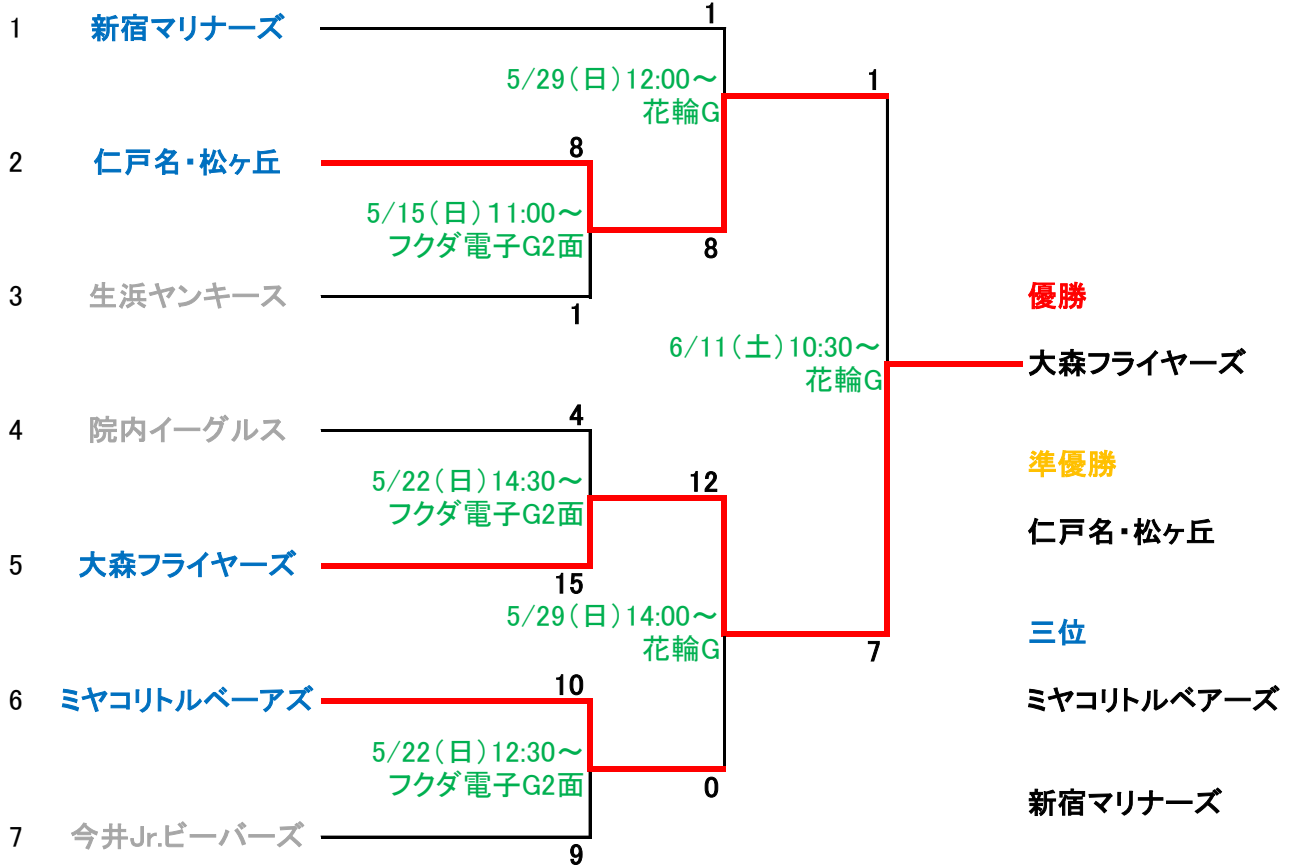 1 新宿マリナーズ
1
5/29(日)12:00～
花輪G
1
2 仁戸名・松ヶ丘
8
5/15(日)11:00～
フクダ電子G2面
8
3 生浜ヤンキース
1
6/11(土)10:30～
花輪G
4 院内イーグルス
4
5/22(日)14:30～
フクダ電子G2面
12
5 大森フライヤーズ
15
5/29(日)14:00～
花輪G
7
6 ミヤコリトルベーアズ
10
5/22(日)12:30～
フクダ電子G2面
0
7 今井Jr.ビーバーズ
9
優勝
大森フライヤーズ
準優勝
仁戸名・松ヶ丘
三位
ミヤコリトルベアーズ
新宿マリナーズ